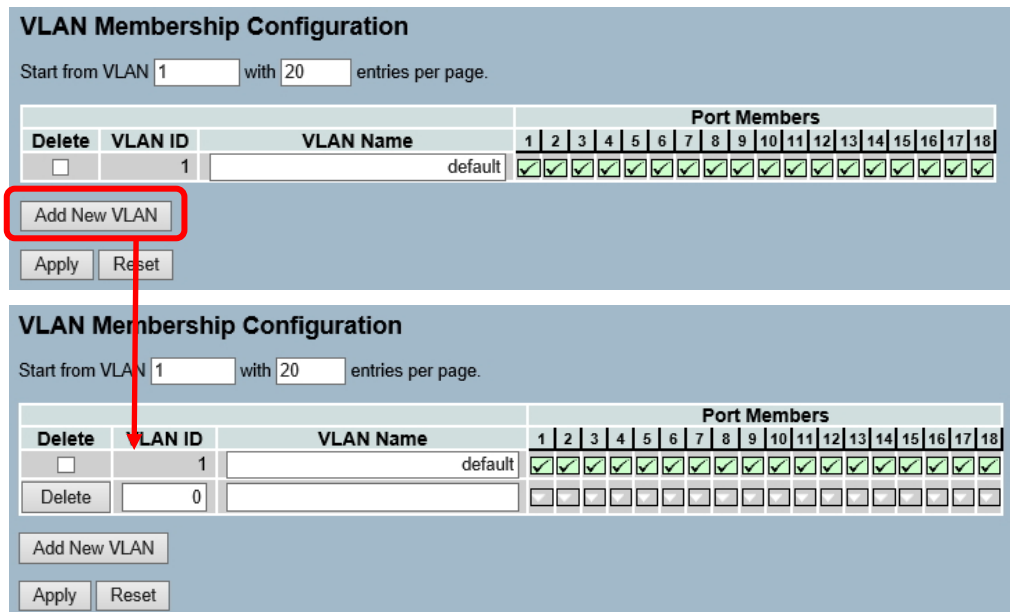 VLAN Membership Configuration
Start from VLAN 1 with 20 entries per page.
Port Members
Delete VLAN ID VLAN Name 1 2 3 4 5 6 7 8 9 10 11 12 13 14 15 16 17 18
1 default
Add New VLAN
Apply Reset
VLAN Membership Configuration
Start from VLAN 1 with 20 entries per page.
Port Members
Delete VLAN ID VLAN Name 1 2 3 4 5 6 7 8 9 10 11 12 13 14 15 16 17 18
1 default
Delete 0
Add New VLAN
Apply Reset